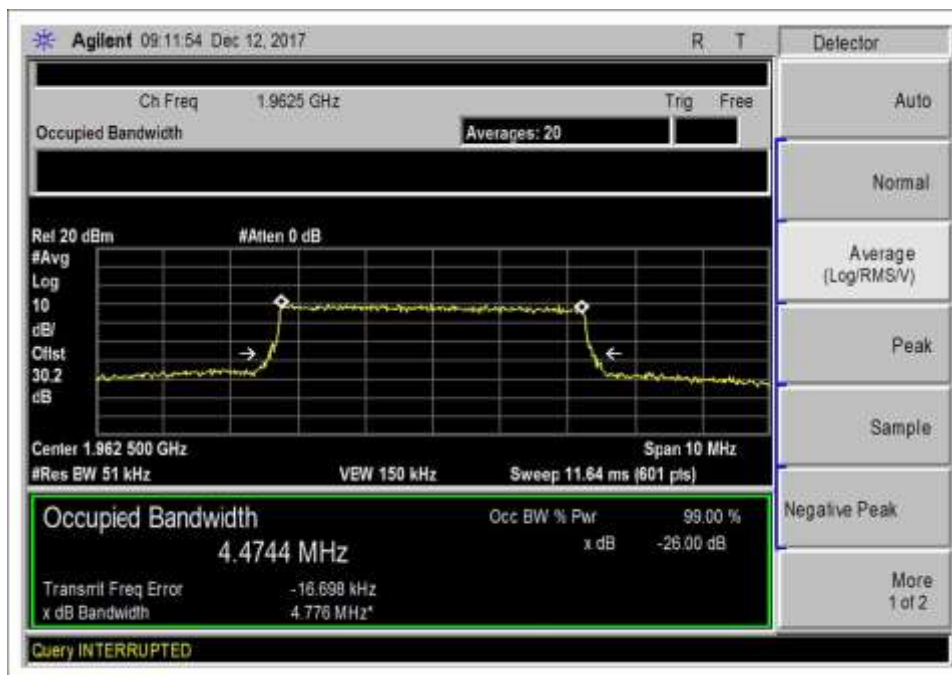 Agilent 09:11:54 Dec 12, 2017 R T
Detector
Ch Freq 1.9625 GHz Trig Free
Occupied Bandwidth Averages: 20
Auto
Normal
Average
(Log/RMS/V)
Peak
Sample
Negative Peak
More
1 of 2
Ref 20 dBm #Atten 0 dB
#Avg
Log
10
dB/
Offst
30.2
dB
Center 1.962 500 GHz Span 10 MHz
#Res BW 51 kHz VBW 150 kHz Sweep 11.64 ms (601 pts)
Occupied Bandwidth Occ BW % Pwr 99.00 %
4.4744 MHz x dB -26.00 dB
Transmit Freq Error -16.698 kHz
x dB Bandwidth 4.776 MHz*
Query INTERRUPTED